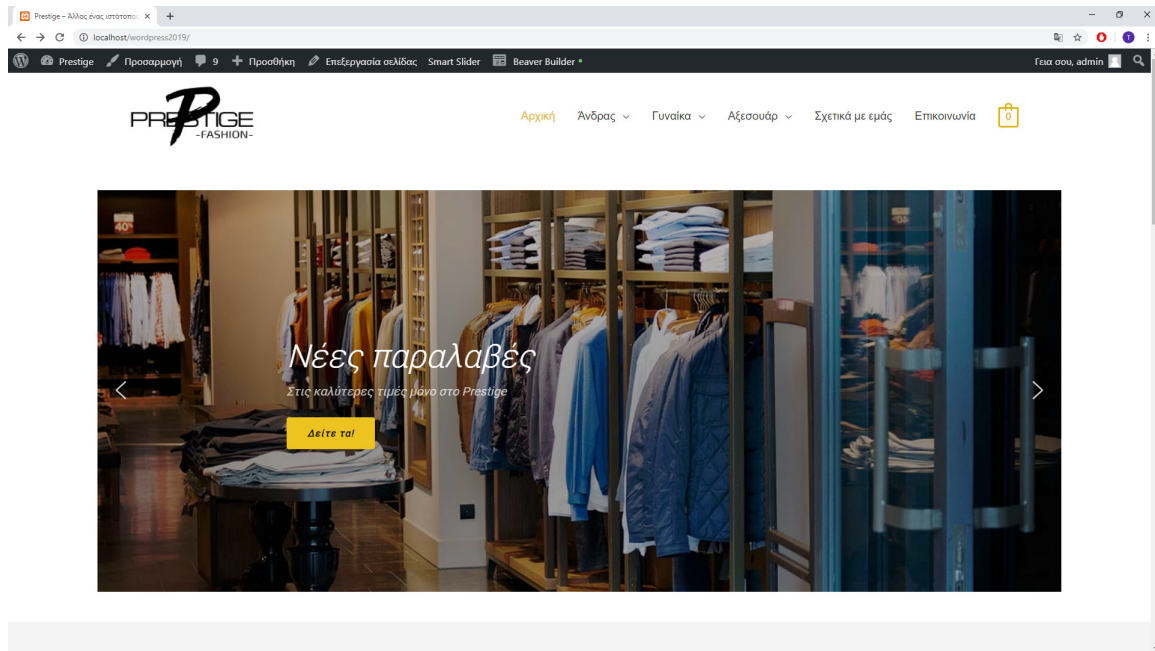 Prestige – Άλλος ένας ιστότοπος
localhost/wordpress2019/
Prestige Προσαρμογή 9 Προσθήκη Επεξεργασία σελίδας Smart Slider Beaver Builder Γεια σου, admin
PRESTIGE
-FASHION-
Αρχική Άνδρας Γυναίκα Αξεσουάρ Σχετικά με εμάς Επικοινωνία 0
40%
Νέες παραλαβές
Στις καλύτερες τιμές μόνο στο Prestige
Δείτε τα!